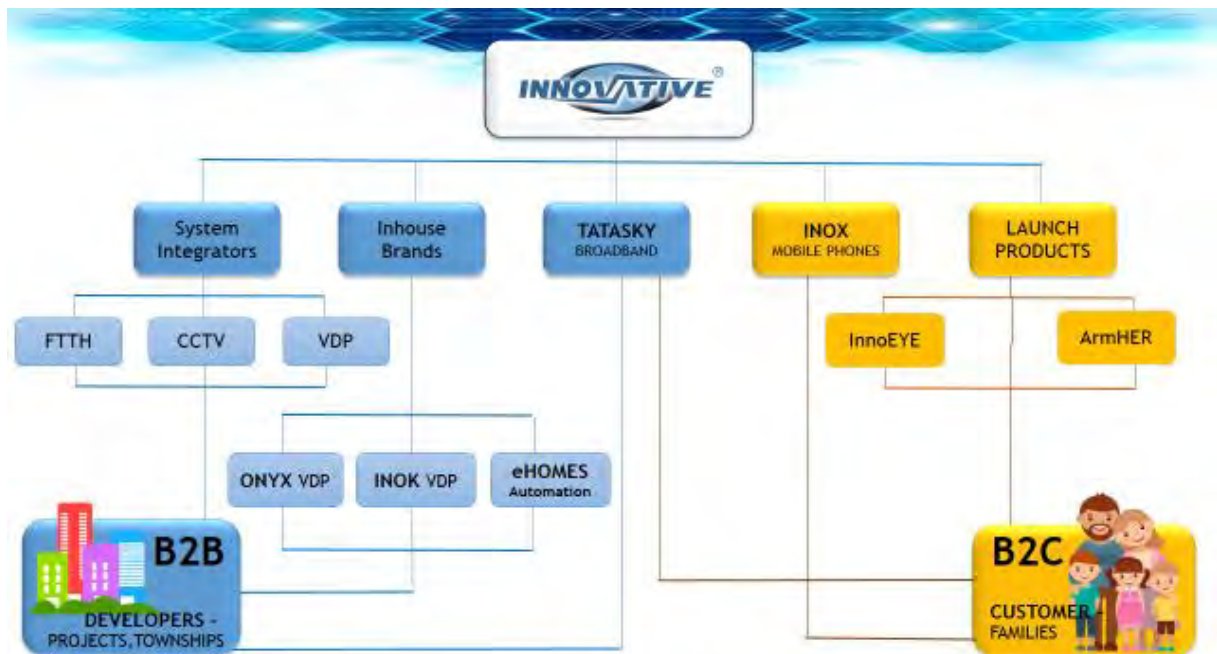 INNOVATIVE®
System
Integrators
Inhouse
Brands
TATASKY
BROADBAND
INOX
MOBILE PHONES
LAUNCH
PRODUCTS
FTTH
CCTV
VDP
InnoEYE
ArmHER
ONYX VDP
INOK VDP
eHOMES
Automation
B2B
DEVELOPERS -
PROJECTS,TOWNSHIPS
B2C
CUSTOMER -
FAMILIES